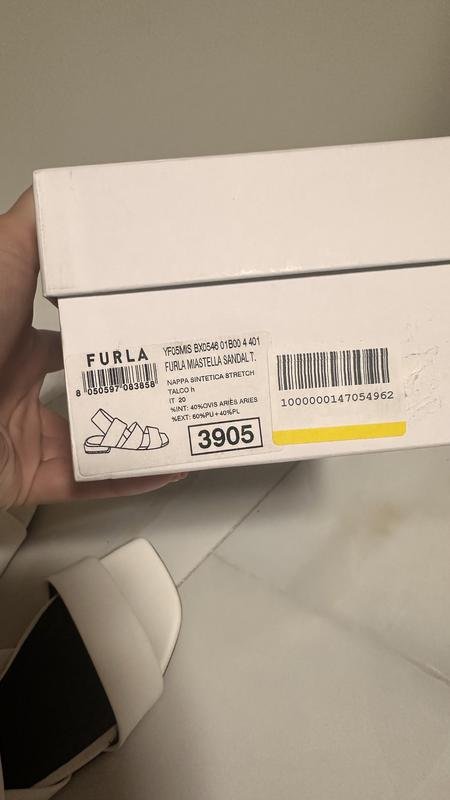 FURLA
8 050597 083858
YF05MIS BX0546 01B00 4 401
FURLA MIASTELLA SANDAL T.
NAPPA SINTETICA STRETCH
TALCO h
IT 20
%INT: 40%OVIS ARIES ARIES
%EXT: 60%PU+40%PL
3905
1000000147054962